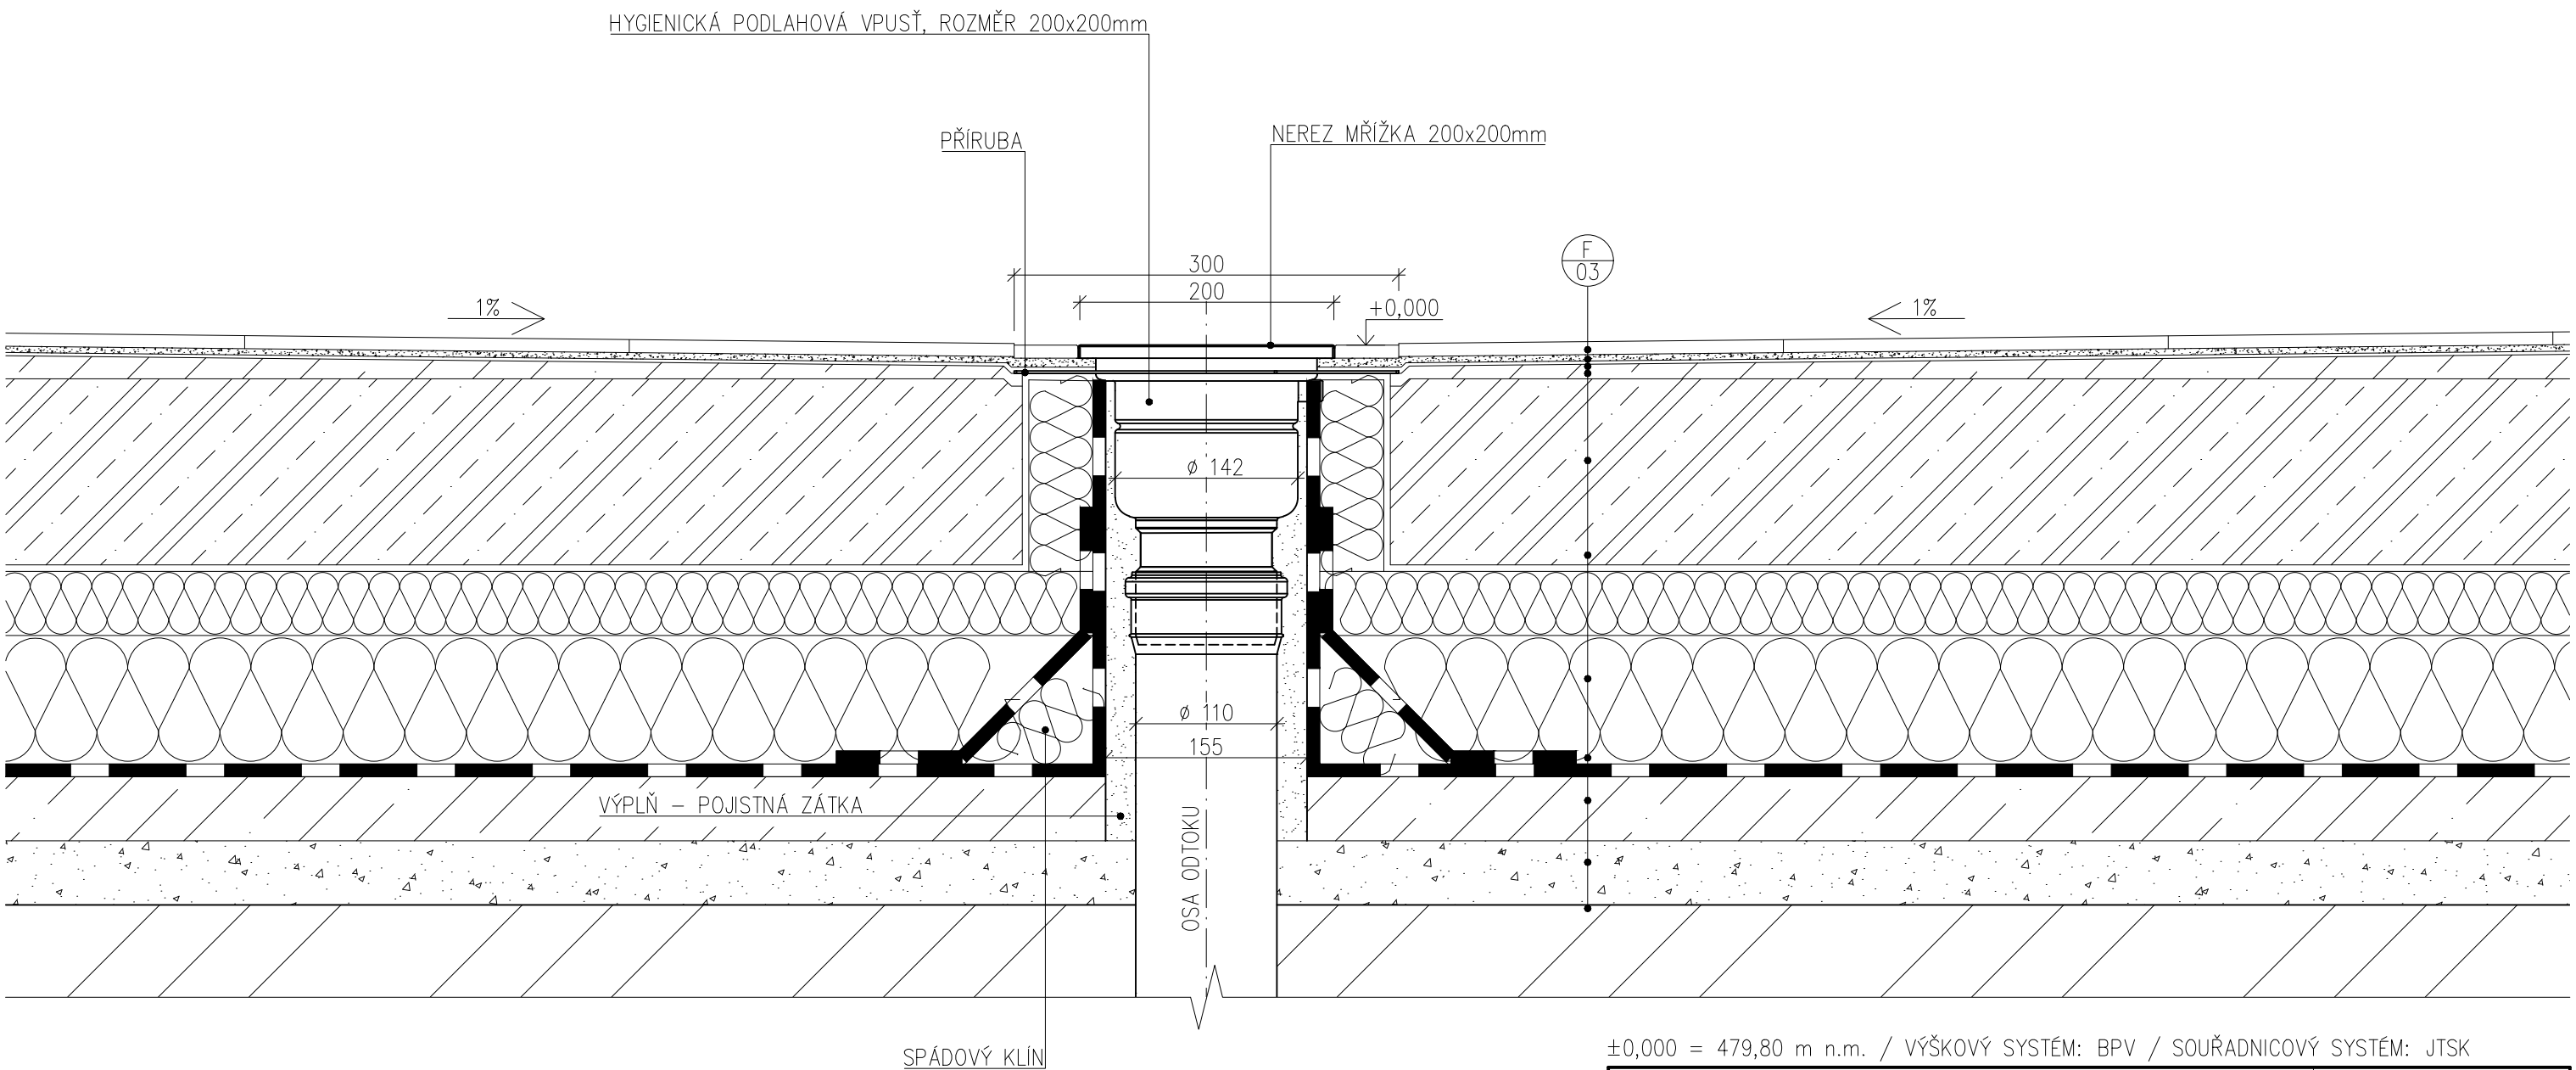 HYGIENICKÁ PODLAHOVÁ VPUSŤ, ROZMĚR 200x200mm
PŘÍRUBA
NEREZ MŘÍŽKA 200x200mm
F
03
300
200
+0,000
1%
1%
ø 142
ø 110
155
VÝPLŇ – POJISTNÁ ZÁTKA
OSA ODTOKU
SPÁDOVÝ KLÍN
±0,000 = 479,80 m n.m. / VÝŠKOVÝ SYSTÉM: BPV / SOUŘADNICOVÝ SYSTÉM: JTSK